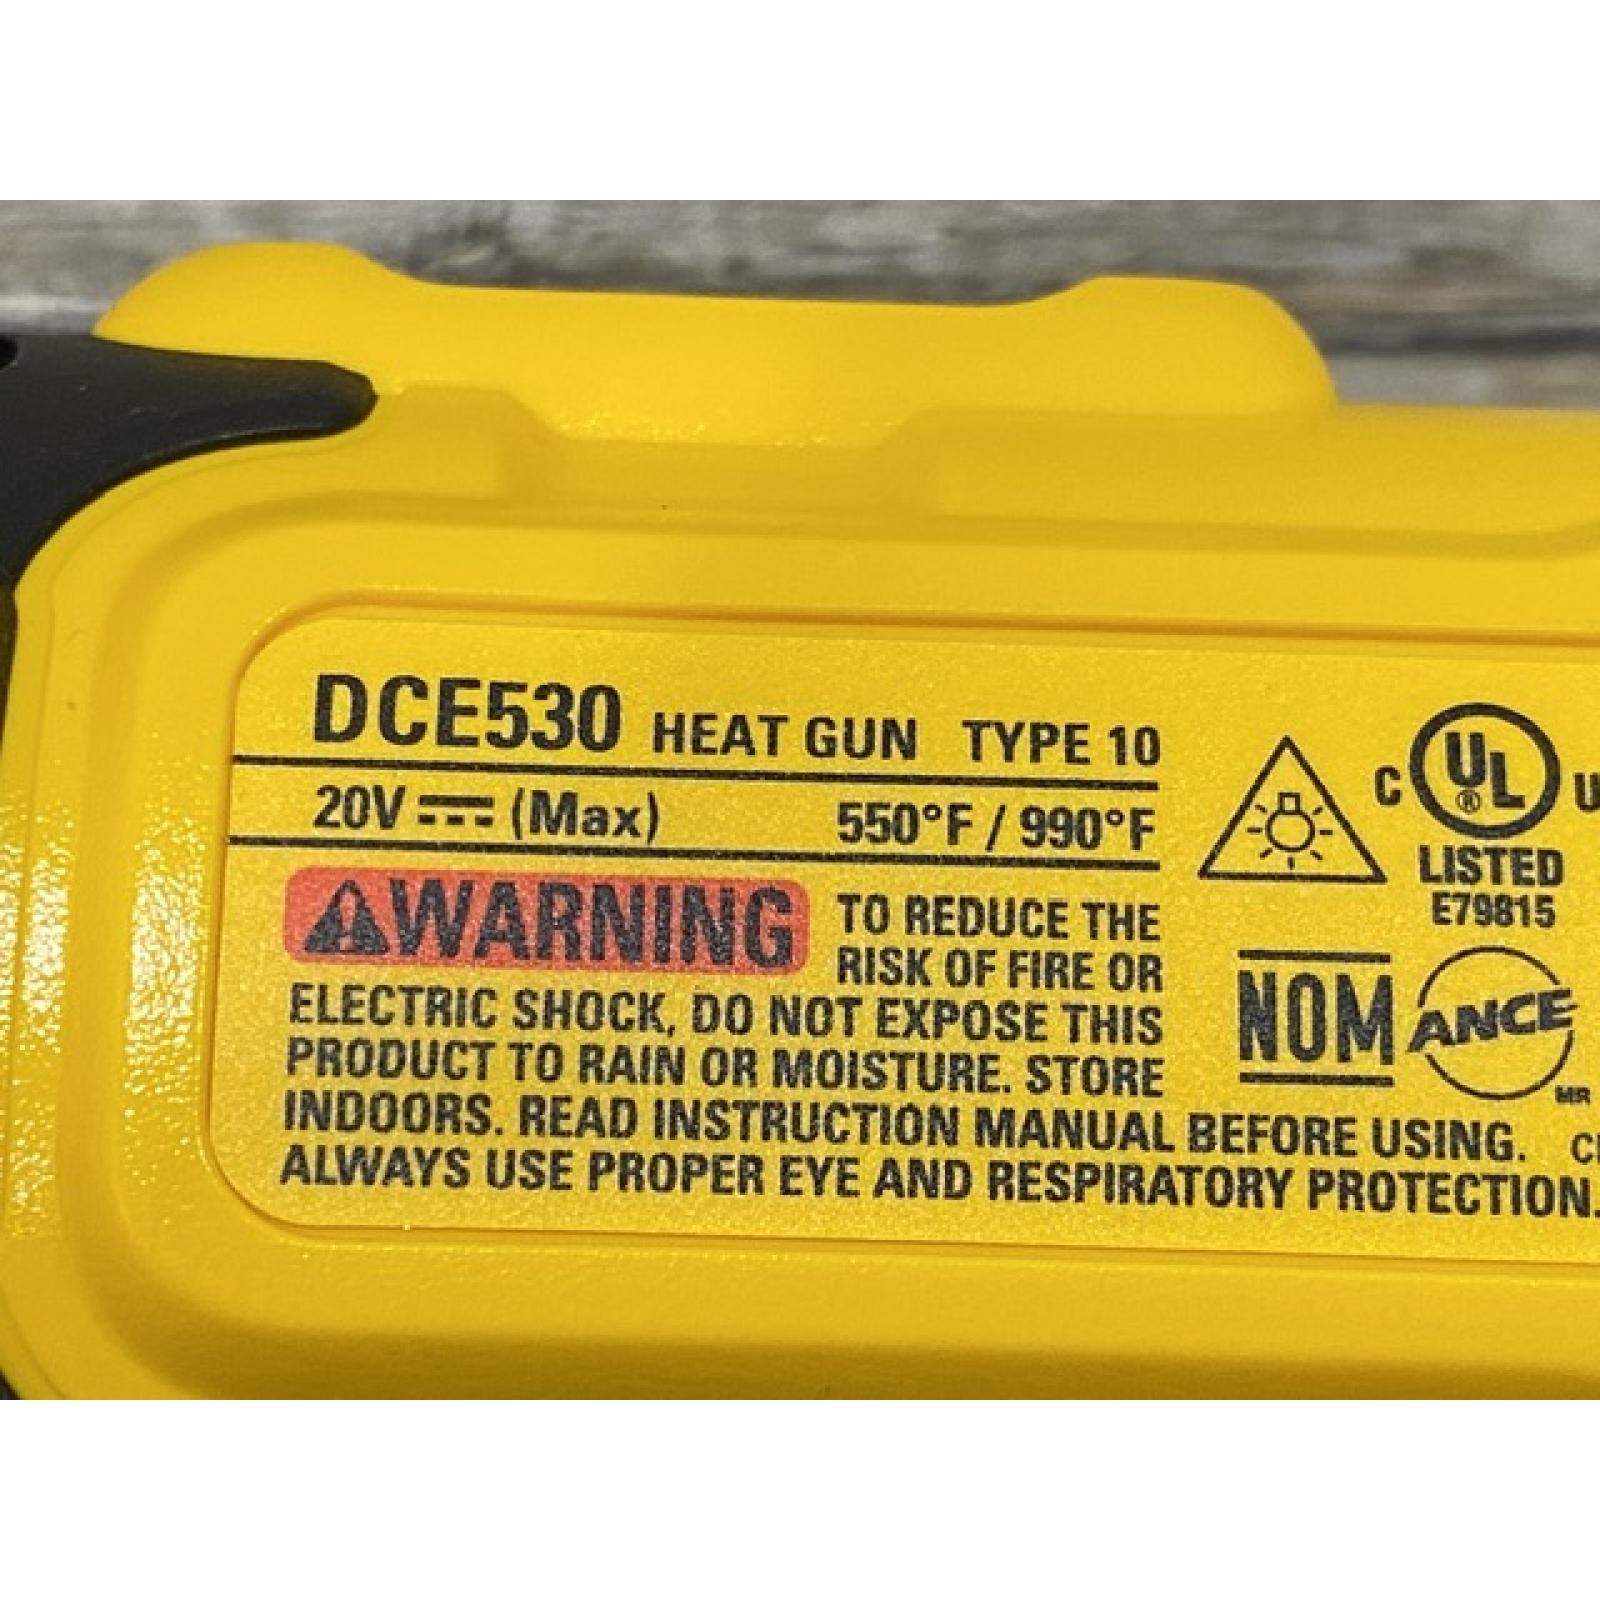 DCE530 HEAT GUN TYPE 10
20V (Max) 550°F / 990°F
WARNING TO REDUCE THE
RISK OF FIRE OR
ELECTRIC SHOCK, DO NOT EXPOSE THIS
PRODUCT TO RAIN OR MOISTURE. STORE
INDOORS. READ INSTRUCTION MANUAL BEFORE USING.
ALWAYS USE PROPER EYE AND RESPIRATORY PROTECTION.
C UL ® U
LISTED
E79815
NOM ANCE
MR